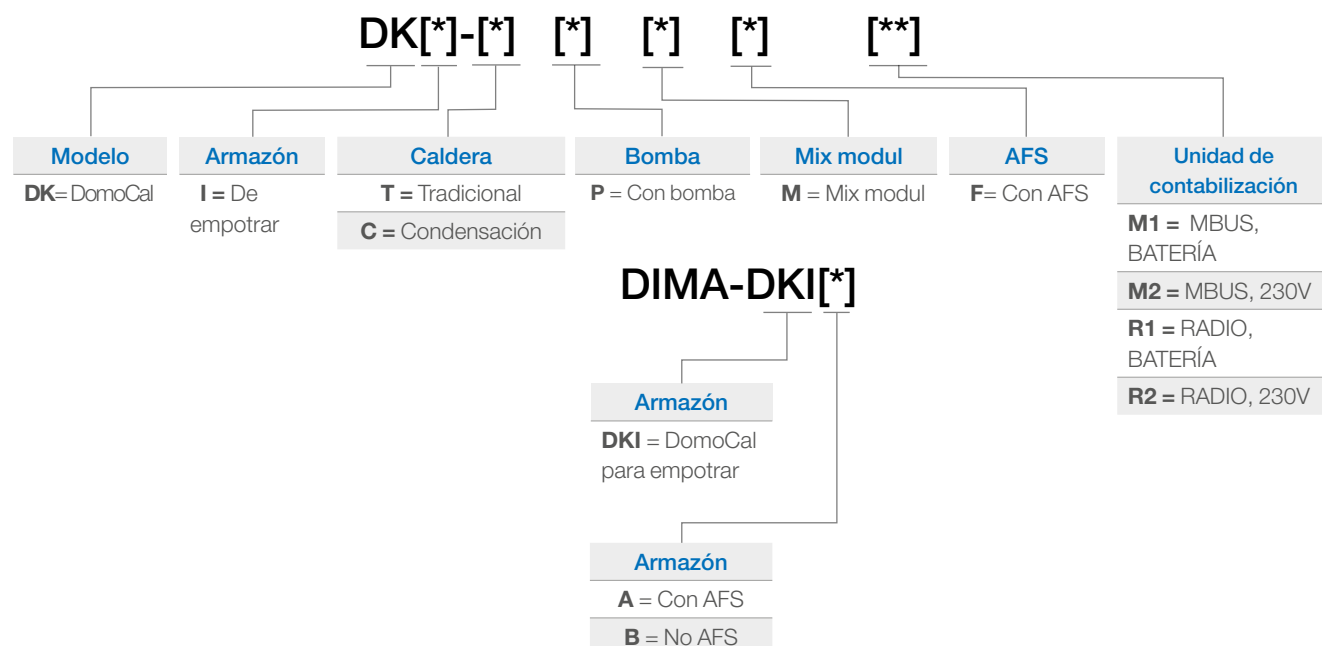 DK[*]-[*] [*] [*] [*] [**]
Modelo
DK= DomoCal
Armazón
I = De
empotrar
Caldera
T = Tradicional
C = Condensación
Bomba
P = Con bomba
Mix modul
M = Mix modul
AFS
F= Con AFS
Unidad de
contabilización
M1 = MBUS,
BATERÍA
M2 = MBUS, 230V
R1 = RADIO,
BATERÍA
R2 = RADIO, 230V
DIMA-DKI[*]
Armazón
DKI = DomoCal
para empotrar
Armazón
A = Con AFS
B = No AFS